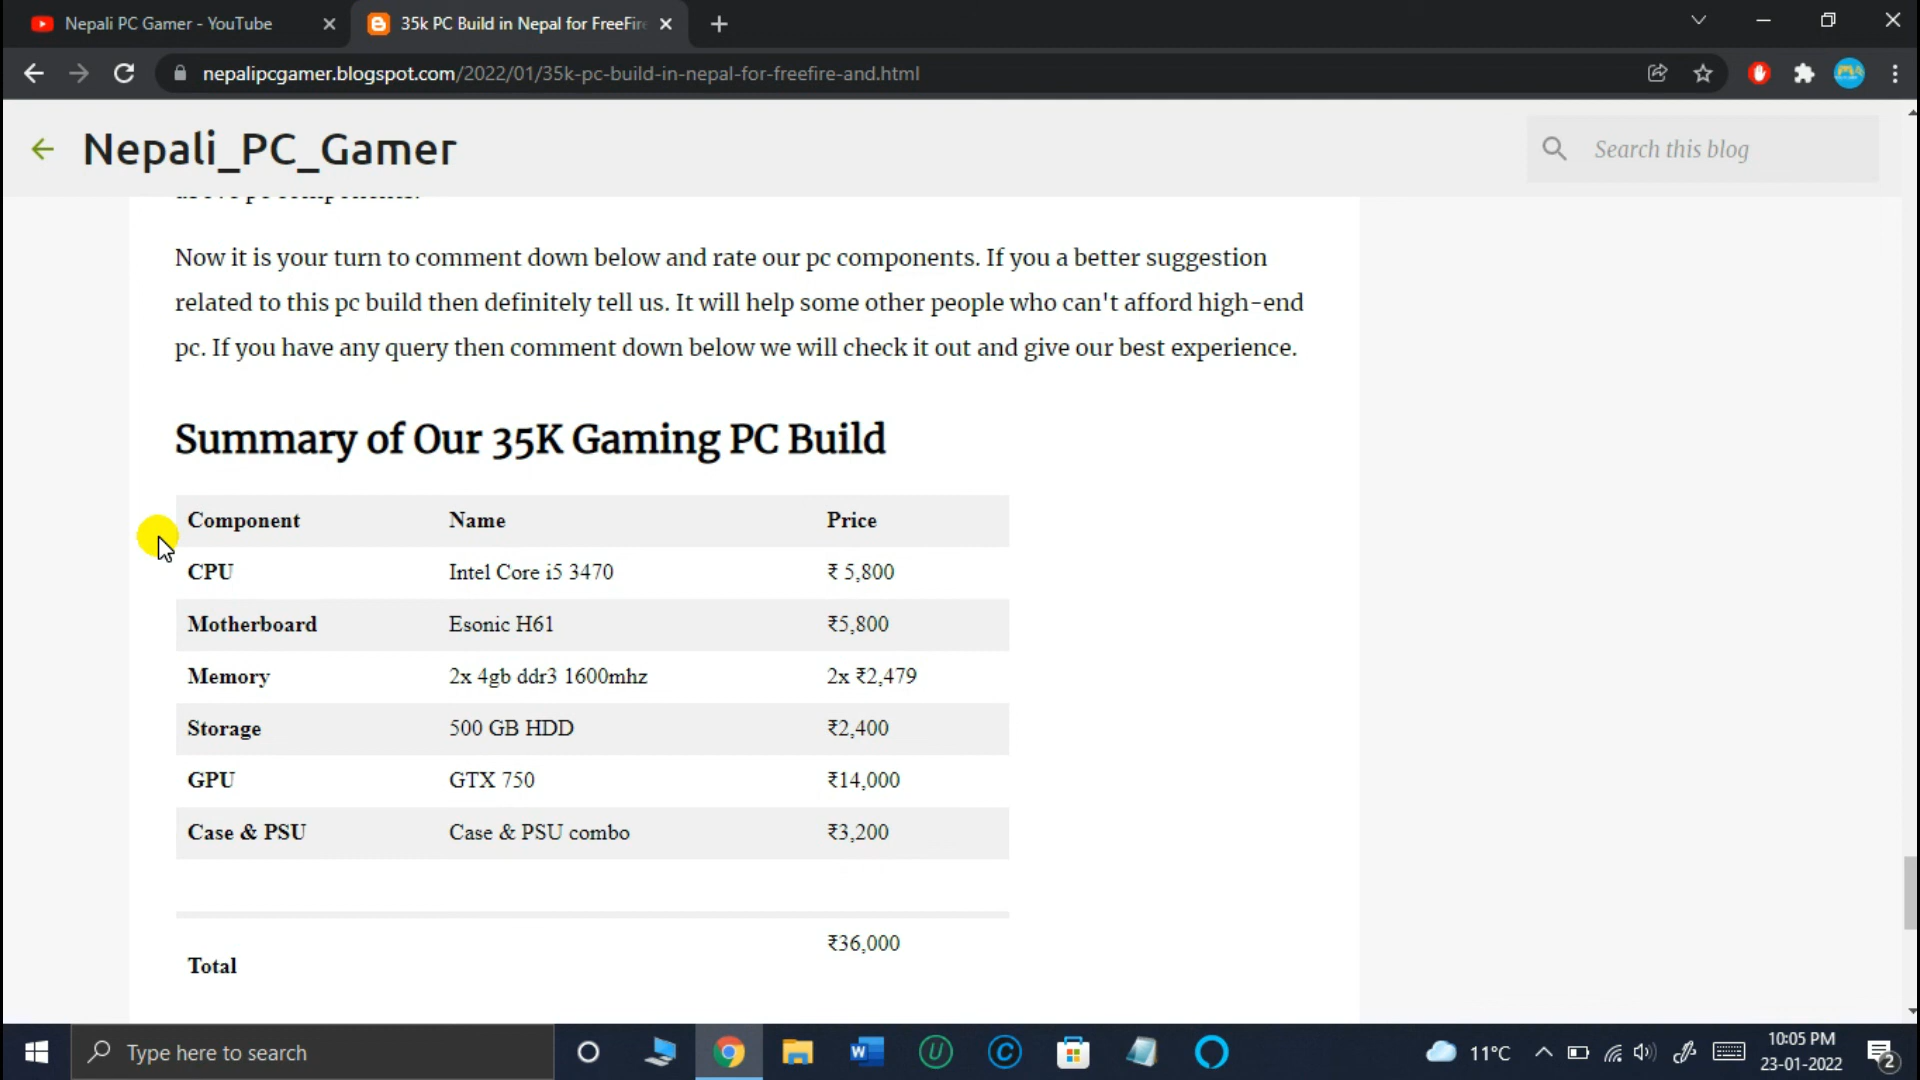 Nepali PC Gamer - YouTube
35k PC Build in Nepal for FreeFire
nepalipcgamer.blogspot.com/2022/01/35k-pc-build-in-nepal-for-freefire-and.html
Nepali_PC_Gamer
Search this blog
Now it is your turn to comment down below and rate our pc components. If you a better suggestion
related to this pc build then definitely tell us. It will help some other people who can't afford high-end
pc. If you have any query then comment down below we will check it out and give our best experience.
Summary of Our 35K Gaming PC Build
Component Name Price
CPU Intel Core i5 3470 ₹ 5,800
Motherboard Esonic H61 ₹5,800
Memory 2x 4gb ddr3 1600mhz 2x ₹2,479
Storage 500 GB HDD ₹2,400
GPU GTX 750 ₹14,000
Case & PSU Case & PSU combo ₹3,200
₹36,000
Total
Type here to search
11°C
10:05 PM
23-01-2022
2